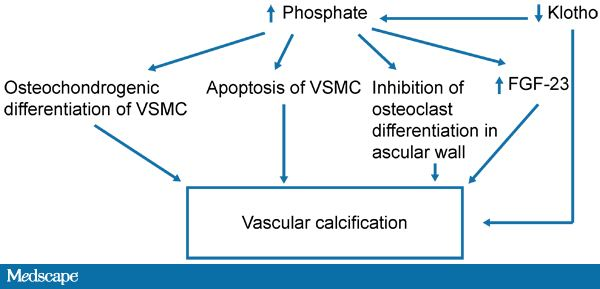 ↑ Phosphate
↓ Klotho
Osteochondrogenic
differentiation of VSMC
Apoptosis of VSMC
Inhibition of
osteoclast
differentiation in
ascular wall
↑ FGF-23
Vascular calcification
Medscape